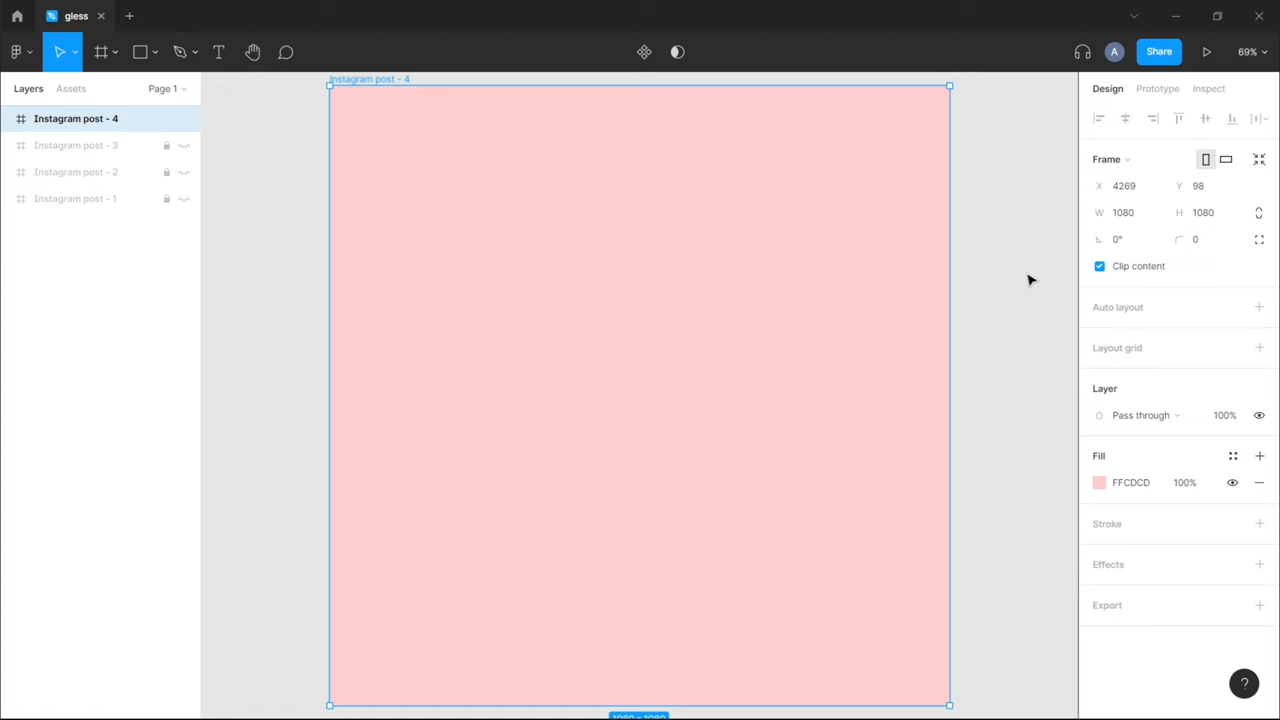 gless
A
Share
69%
Layers
Assets
Page 1
Instagram post - 4
Instagram post - 3
Instagram post - 2
Instagram post - 1
Instagram post - 4
1080 × 1080
Design
Prototype
Inspect
Frame
X 4269 Y 98
W 1080 H 1080
0° 0
Clip content
Auto layout
Layout grid
Layer
Pass through 100%
Fill
FFCDCD 100%
Stroke
Effects
Export
?